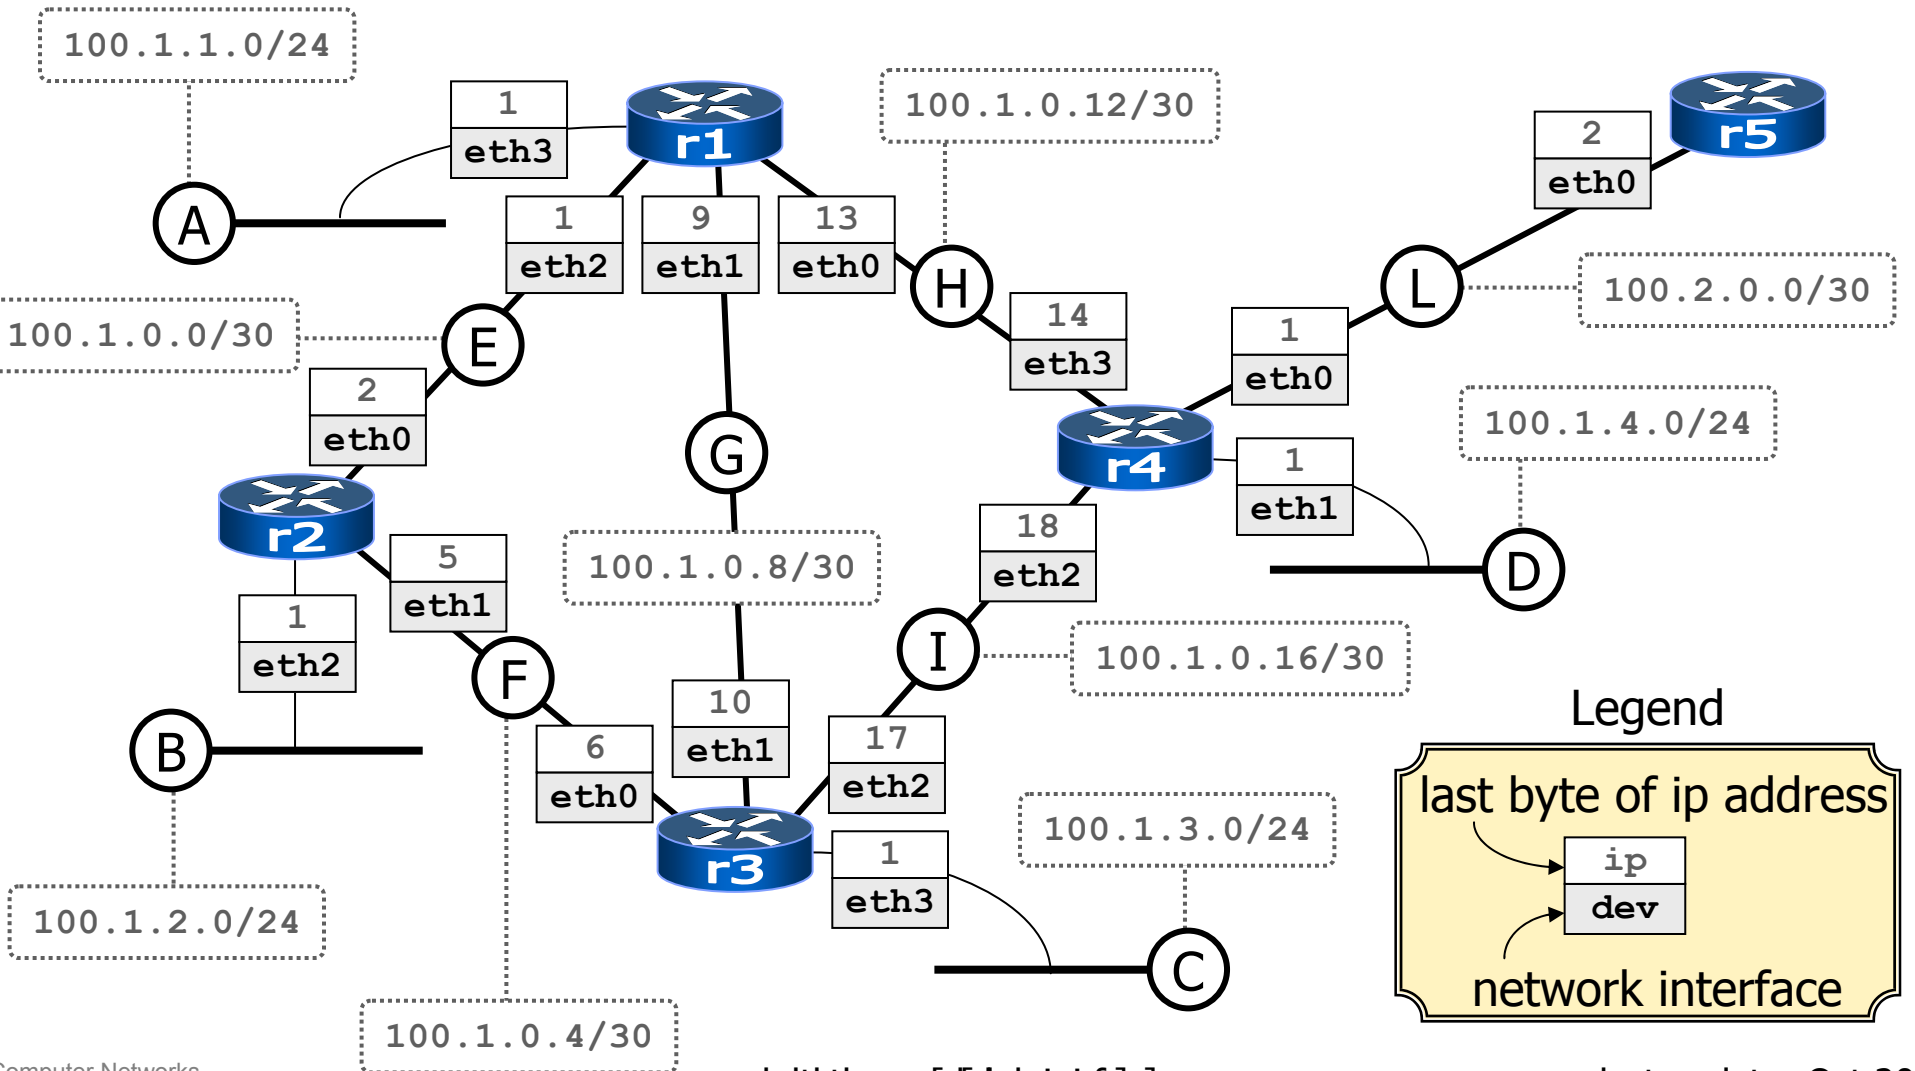 100.1.1.0/24
1
eth3
r1
100.1.0.12/30
2
eth0
r5
A
1
eth2
9
eth1
13
eth0
H
L
100.2.0.0/30
100.1.0.0/30
E
14
eth3
1
eth0
2
eth0
G
r4
1
eth1
100.1.4.0/24
r2
5
eth1
100.1.0.8/30
18
eth2
D
1
eth2
F
I
100.1.0.16/30
B
6
eth0
10
eth1
17
eth2
r3
1
eth3
100.1.3.0/24
C
100.1.2.0/24
100.1.0.4/30
Legend
last byte of ip address
ip
dev
network interface
Computer Networks